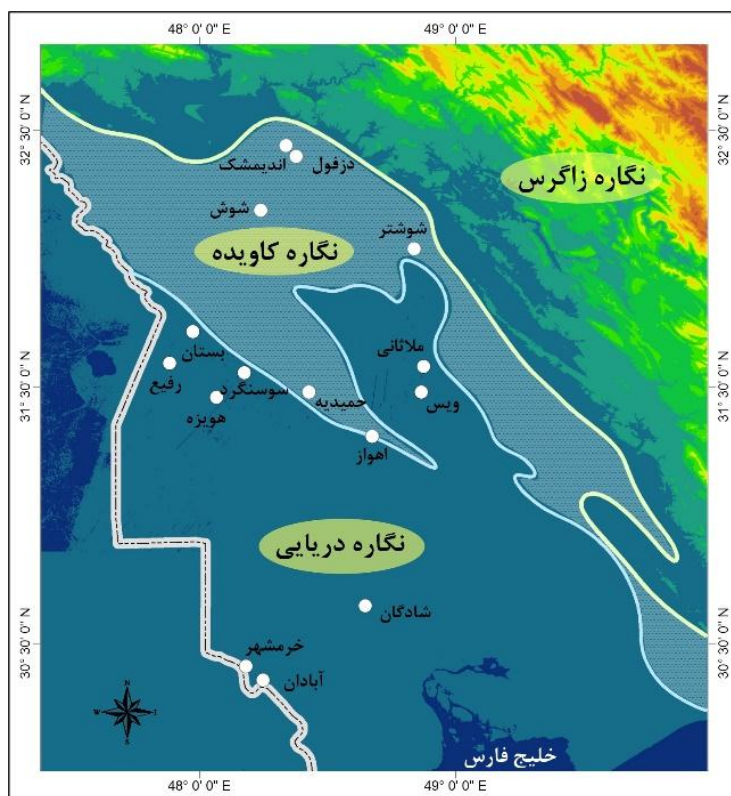 48° 0' 0" E
49° 0' 0" E
32° 30' 0" N
32° 30' 0" N
اندیمشک
دزفول
نگاره زاگرس
شوش
شوشتر
نگاره کاویده
بستان
ملاثانی
رفیع
سوسنگرد
حمیدیه
ویس
31° 30' 0" N
31° 30' 0" N
هویزه
اهواز
نگاره دریایی
شادگان
30° 30' 0" N
30° 30' 0" N
خرمشهر
آبادان
N
W
S
خلیج فارس
48° 0' 0" E
49° 0' 0" E